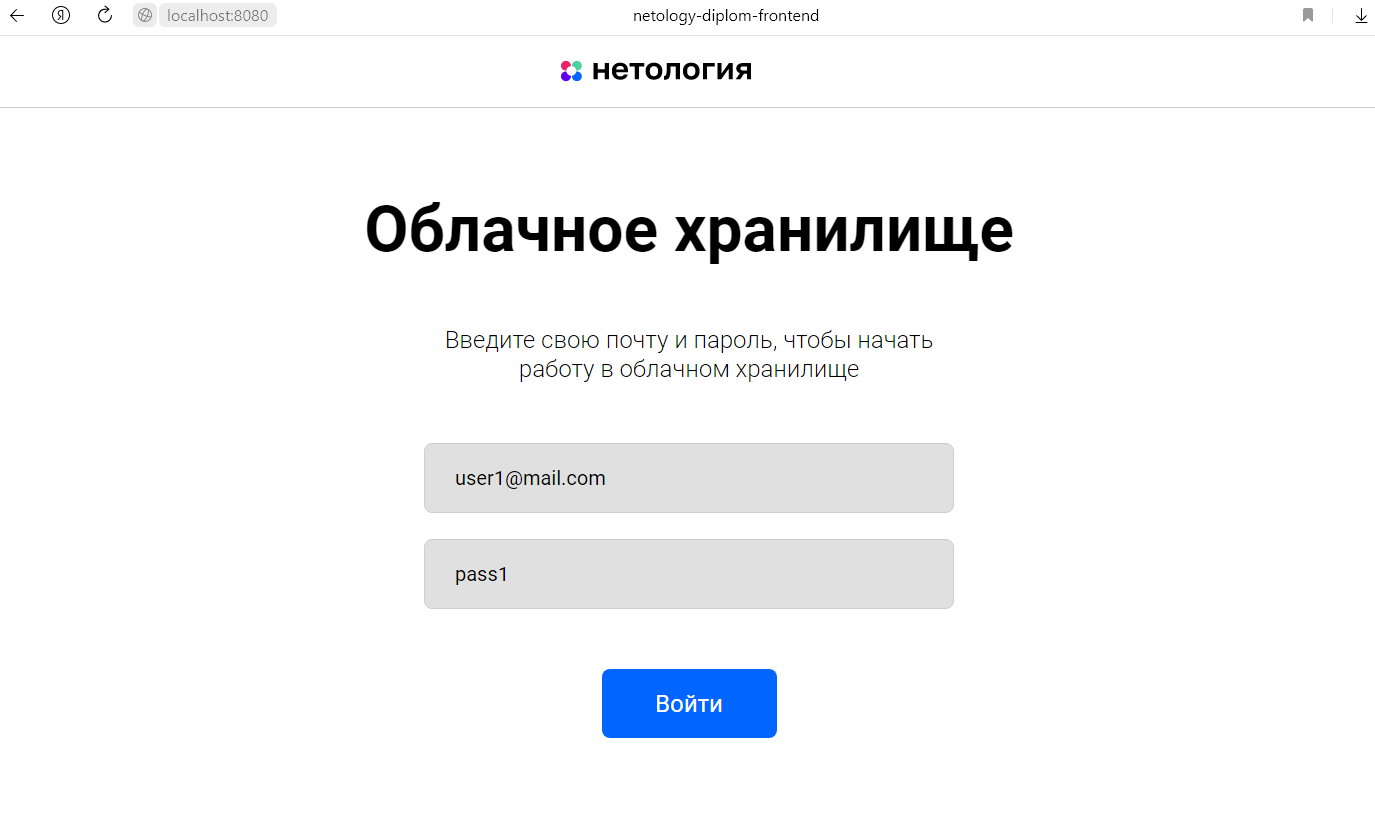 Я
localhost:8080
netology-diplom-frontend
нетология
Облачное хранилище
Введите свою почту и пароль, чтобы начать
работу в облачном хранилище
user1@mail.com
pass1
Войти